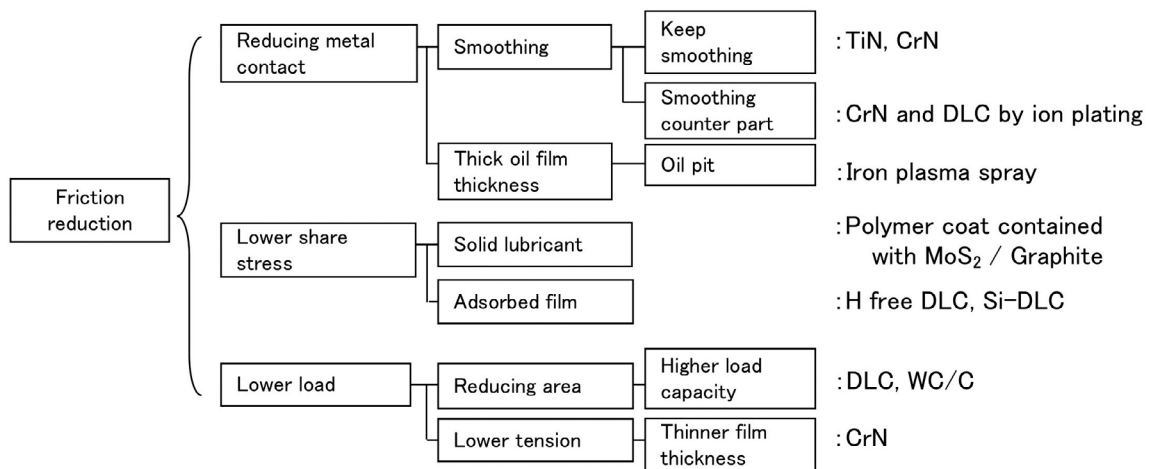 Friction
reduction
Reducing metal
contact
Smoothing
Keep
smoothing
:TiN, CrN
Smoothing
counter part
:CrN and DLC by ion plating
Thick oil film
thickness
Oil pit
:Iron plasma spray
Lower share
stress
Solid lubricant
:Polymer coat contained
with MoS₂ / Graphite
Adsorbed film
:H free DLC, Si-DLC
Lower load
Reducing area
Higher load
capacity
:DLC, WC/C
Lower tension
Thinner film
thickness
:CrN